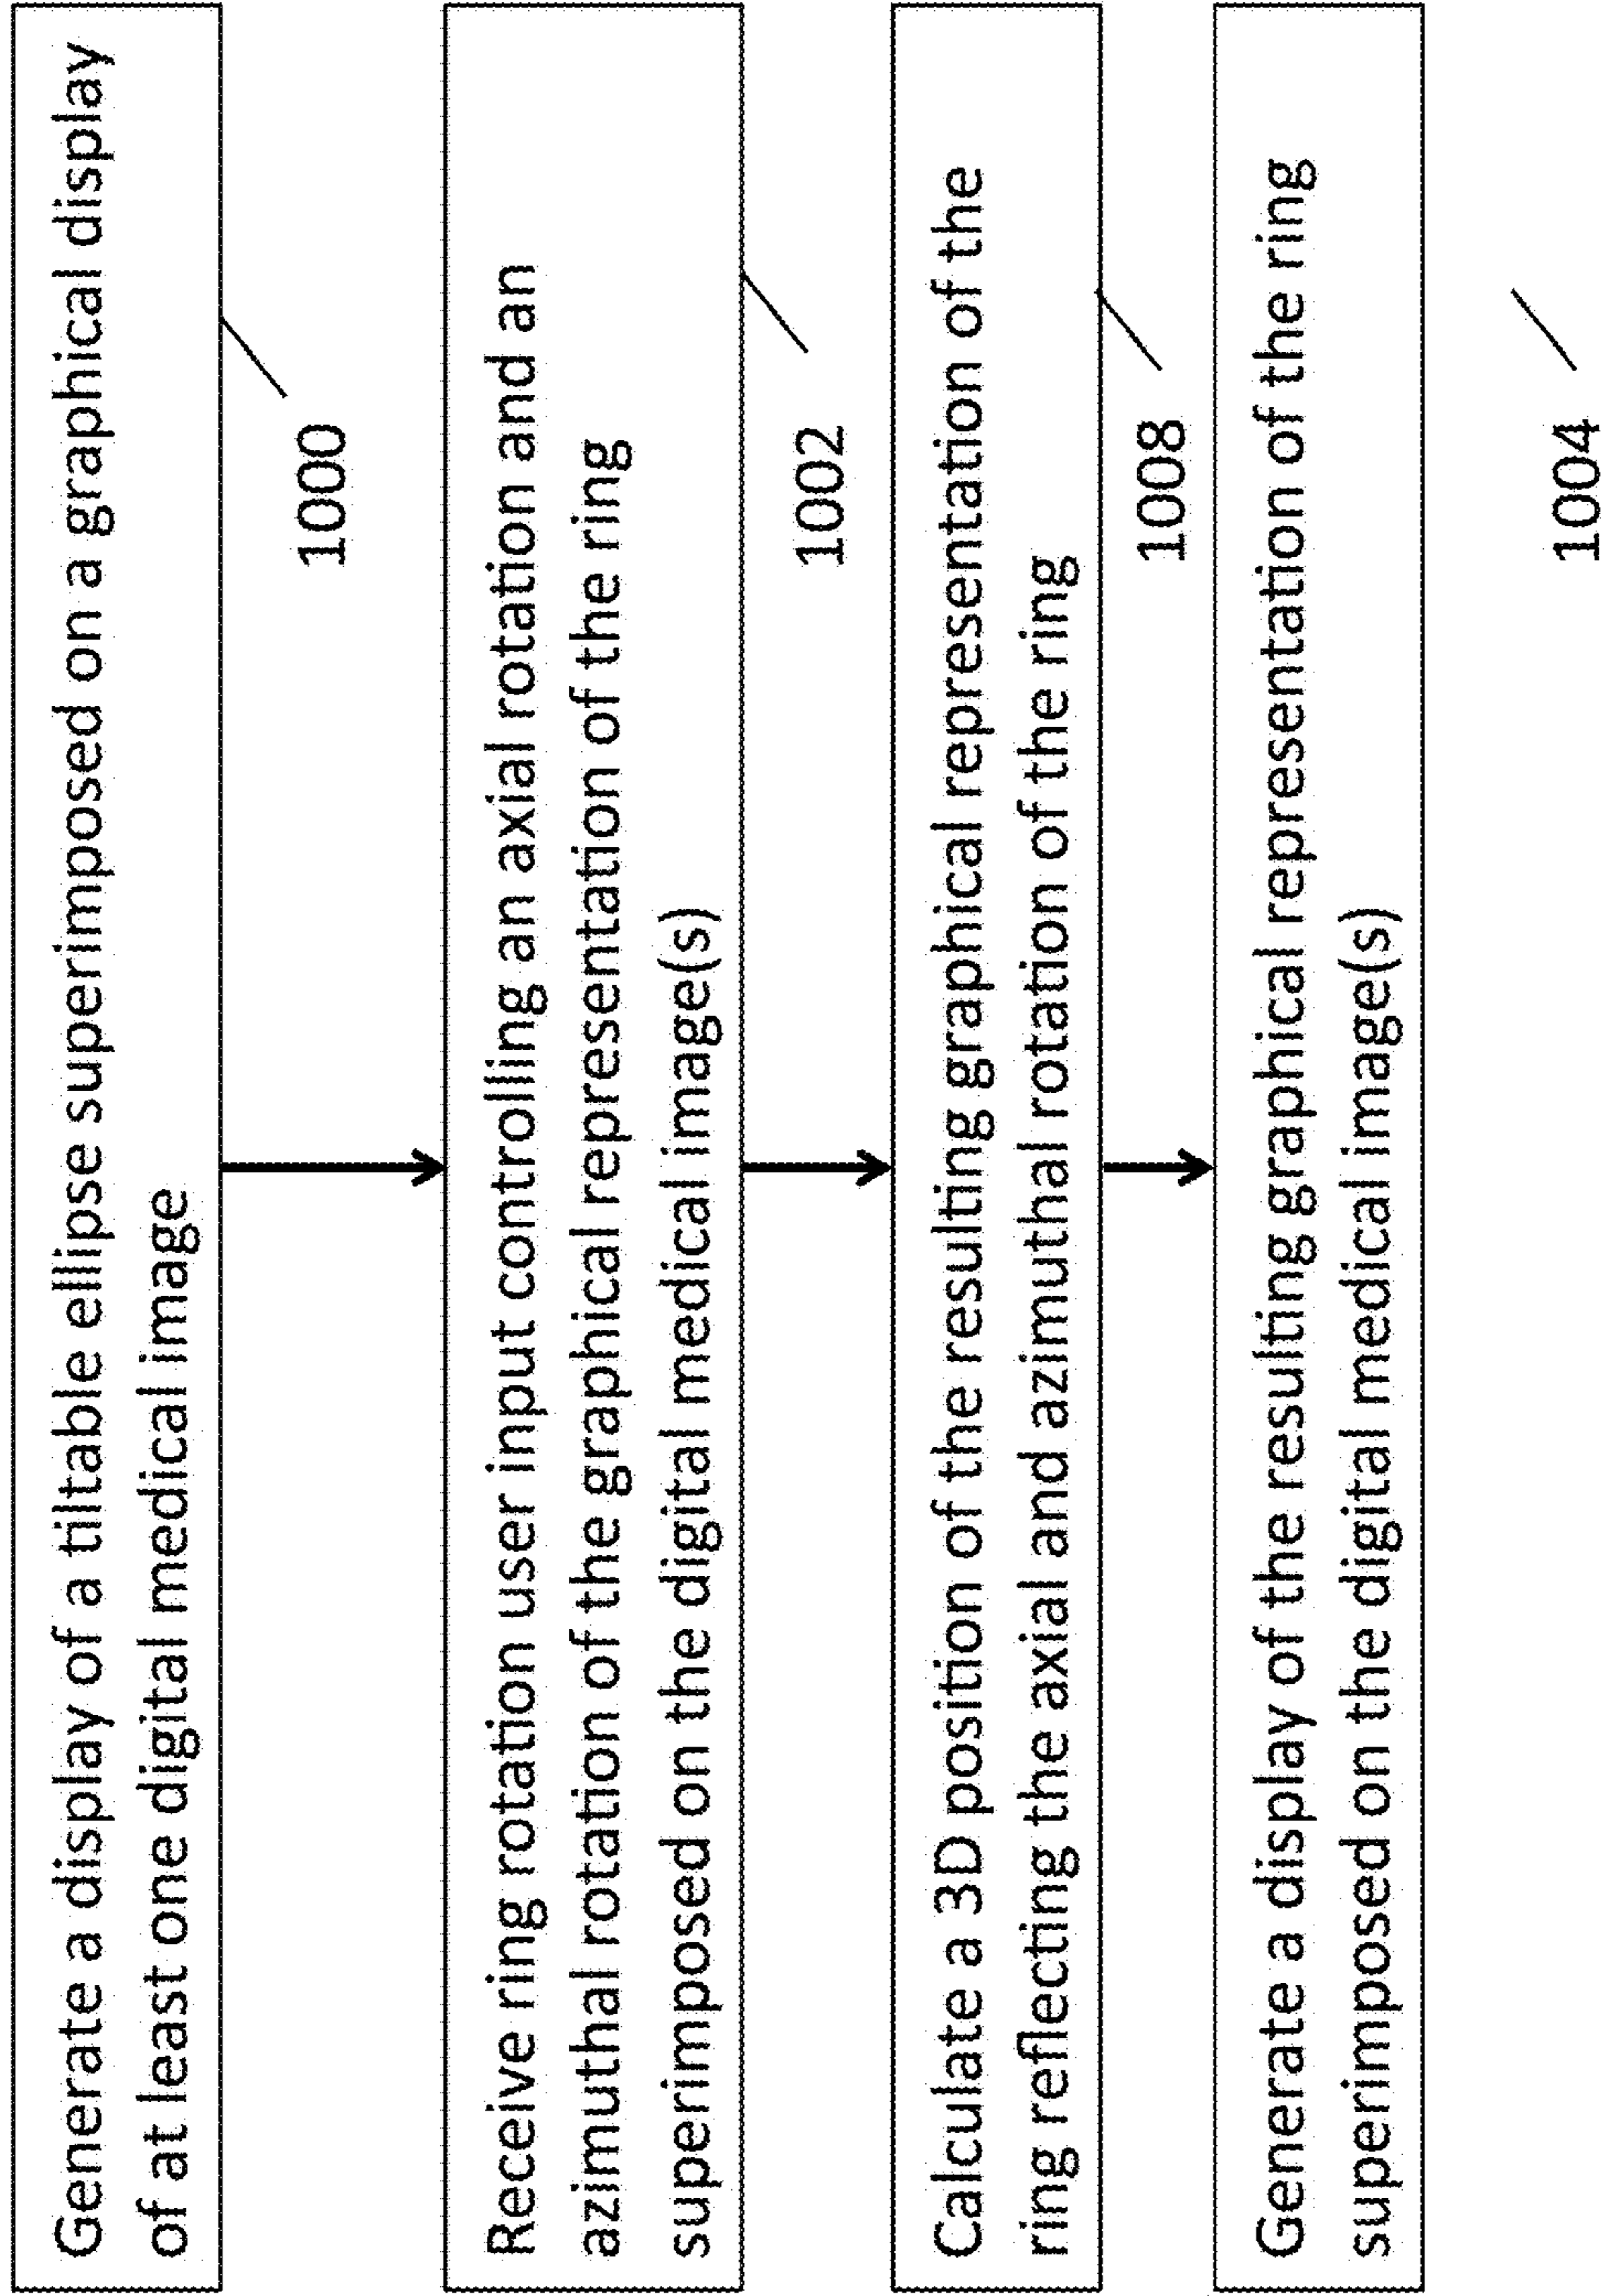 Generate a display of a tiltable ellipse superimposed on a graphical display
of at least one digital medical image
1000
Receive ring rotation user input controlling an axial rotation and an
azimuthal rotation of the graphical representation of the ring
superimposed on the digital medical image(s)
1002
Calculate a 3D position of the resulting graphical representation of the
ring reflecting the axial and azimuthal rotation of the ring
1008
Generate a display of the resulting graphical representation of the ring
superimposed on the digital medical image(s)
1004